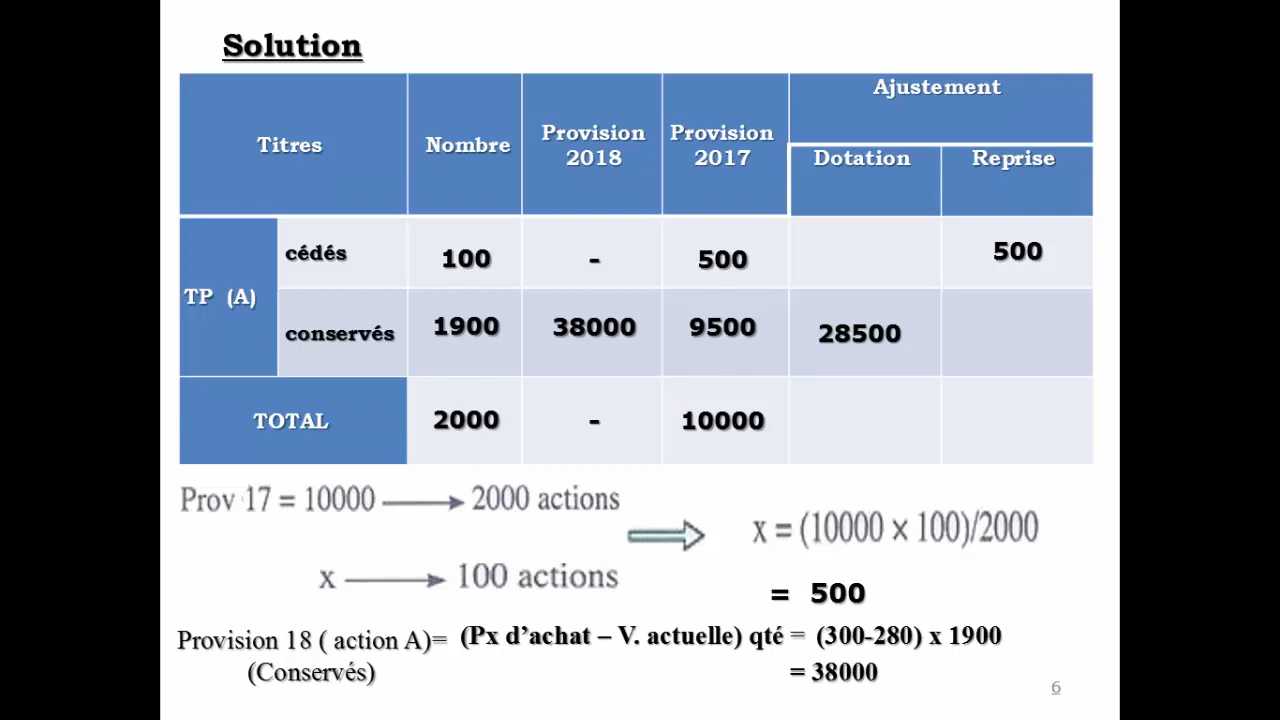 Solution
Titres Nombre Provision 2018 Provision 2017 Ajustement
Dotation Reprise
TP (A) cédés 100 - 500 500
conservés 1900 38000 9500 28500
TOTAL 2000 - 10000
Prov 17 = 10000 → 2000 actions
x = (10000 × 100)/2000
x → 100 actions
= 500
Provision 18 ( action A)= (Px d’achat – V. actuelle) qté = (300-280) x 1900
(Conservés) = 38000
6